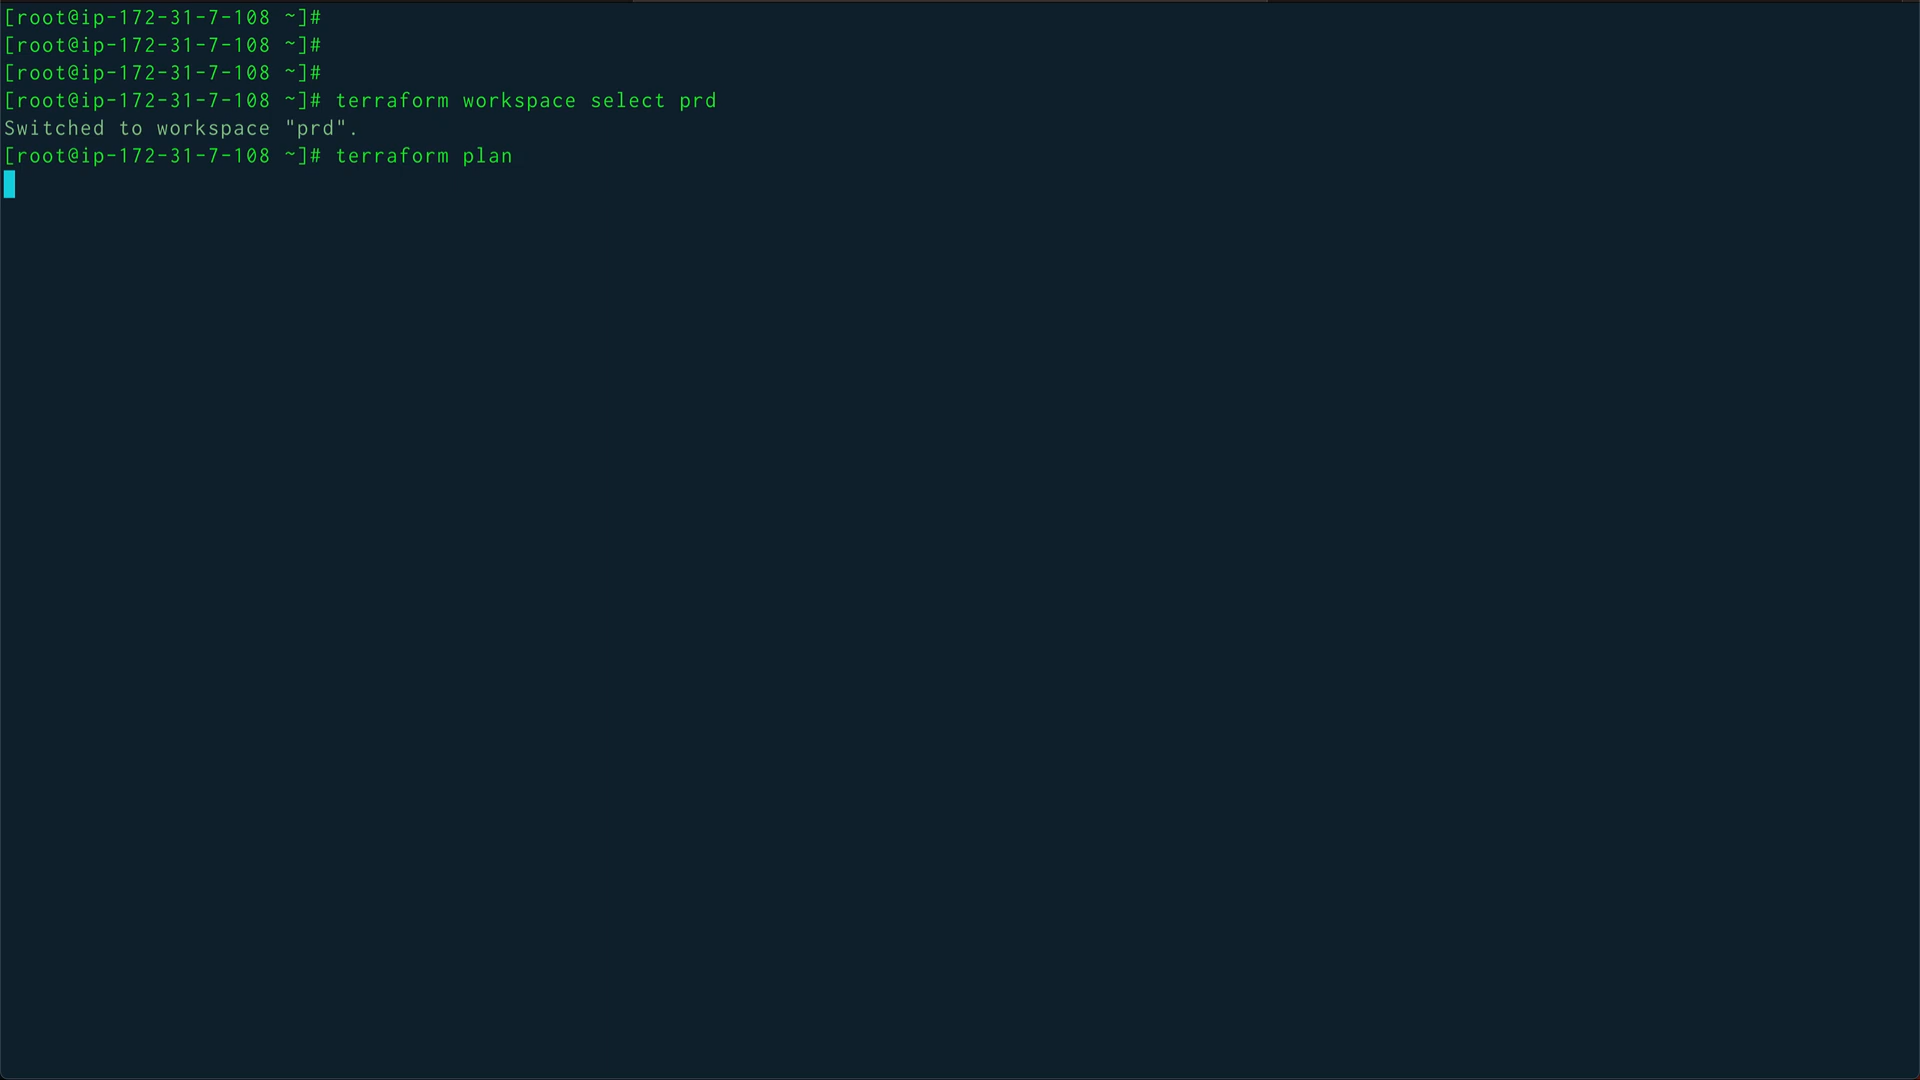 [root@ip-172-31-7-108 ~]#
[root@ip-172-31-7-108 ~]#
[root@ip-172-31-7-108 ~]#
[root@ip-172-31-7-108 ~]# terraform workspace select prd
Switched to workspace "prd".
[root@ip-172-31-7-108 ~]# terraform plan